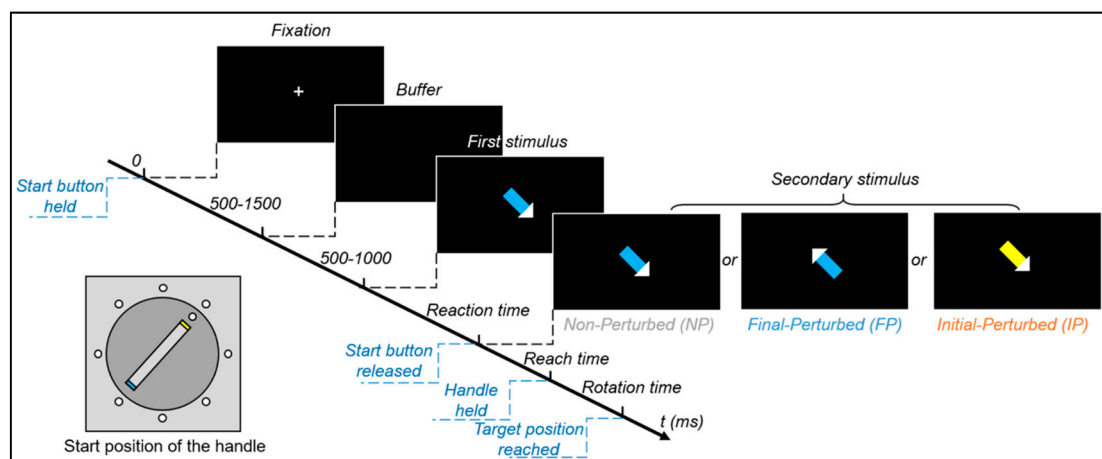 Fixation
Buffer
First stimulus
Secondary stimulus
0
Start button
held
500-1500
500-1000
or
or
Non-Perturbed (NP)
Final-Perturbed (FP)
Initial-Perturbed (IP)
Reaction time
Start button
released
Reach time
Handle
held
Rotation time
Target position
reached
t (ms)
Start position of the handle